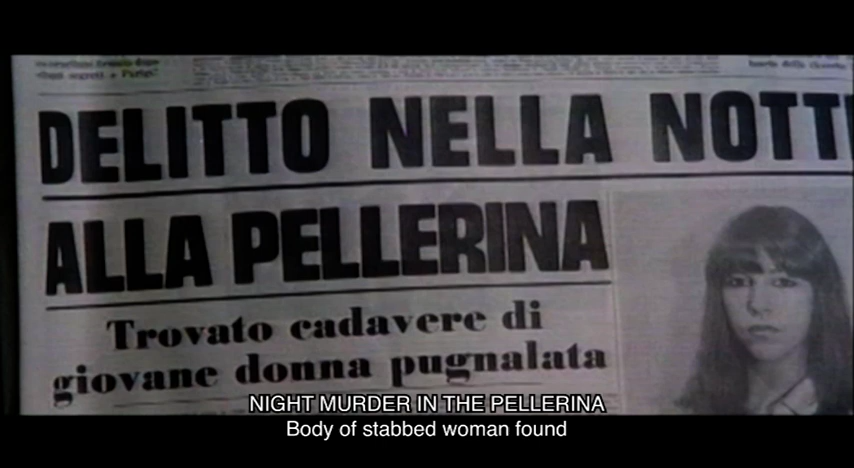 DELITTO NELLA NOTT
ALLA PELLERINA
Trovato cadavere di
giovane donna pugnalata
NIGHT MURDER IN THE PELLERINA
Body of stabbed woman found